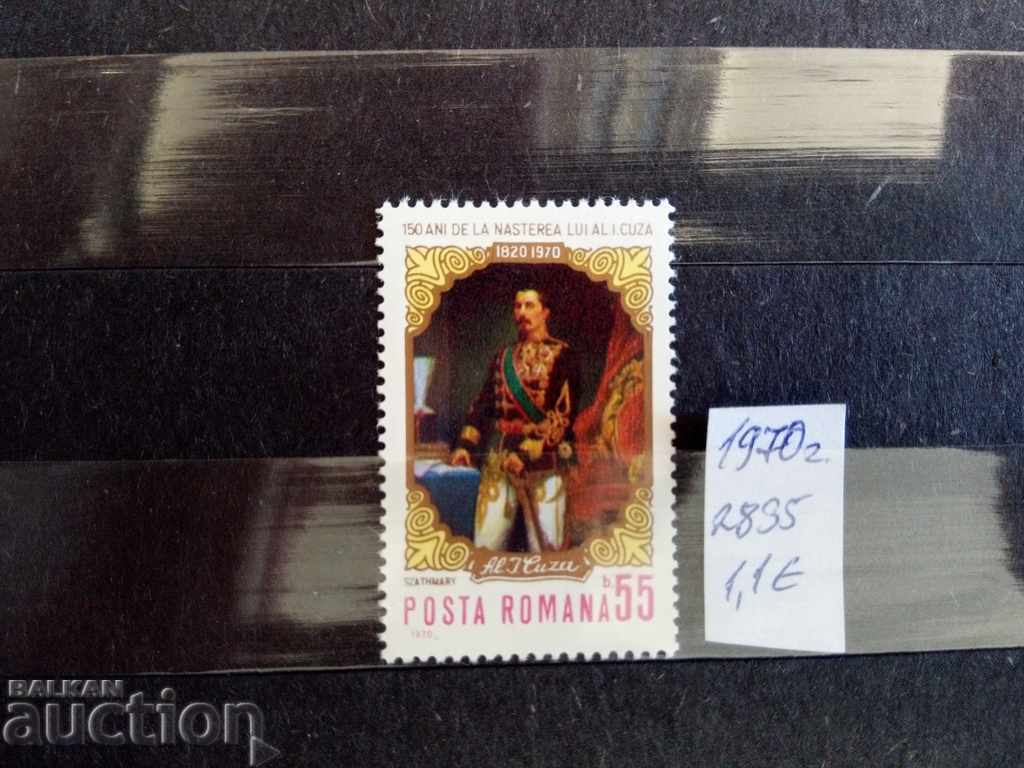 150 ANI DE LA NASTEREA LUI AL I. CUZA
1820 1970
Al I Cuza
SZATHMARY
POSTA ROMANA b. 55
1970
1970г.
2895
1,1 €
BALKAN
auction